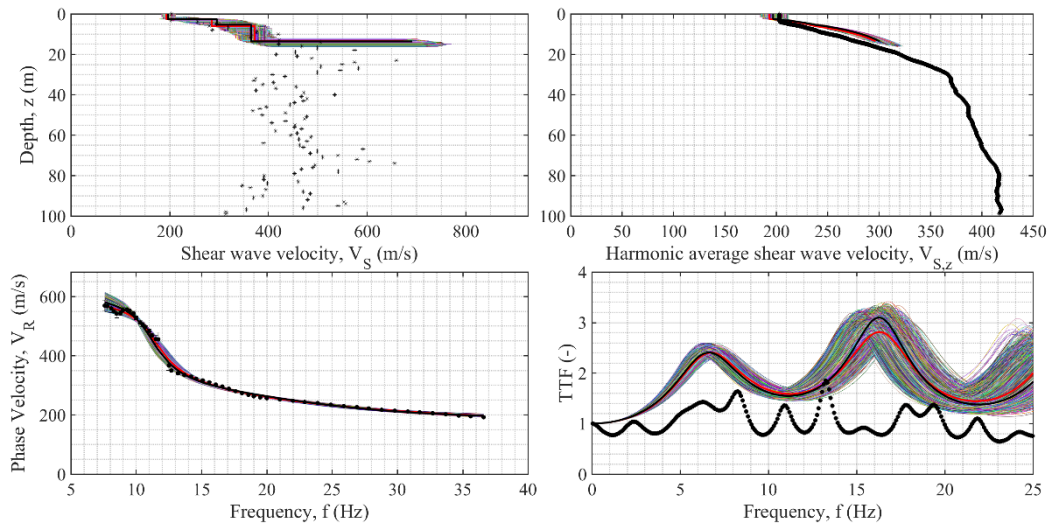 0
20
40
60
80
100
Depth, z (m)
0 200 400 600 800
Shear wave velocity, V_S (m/s)
0
20
40
60
80
100
0 50 100 150 200 250 300 350 400 450
Harmonic average shear wave velocity, V_S,z (m/s)
600
400
200
0
Phase Velocity, V_R (m/s)
5 10 15 20 25 30 35 40
Frequency, f (Hz)
4
3
2
1
0
TTF (-)
0 5 10 15 20 25
Frequency, f (Hz)